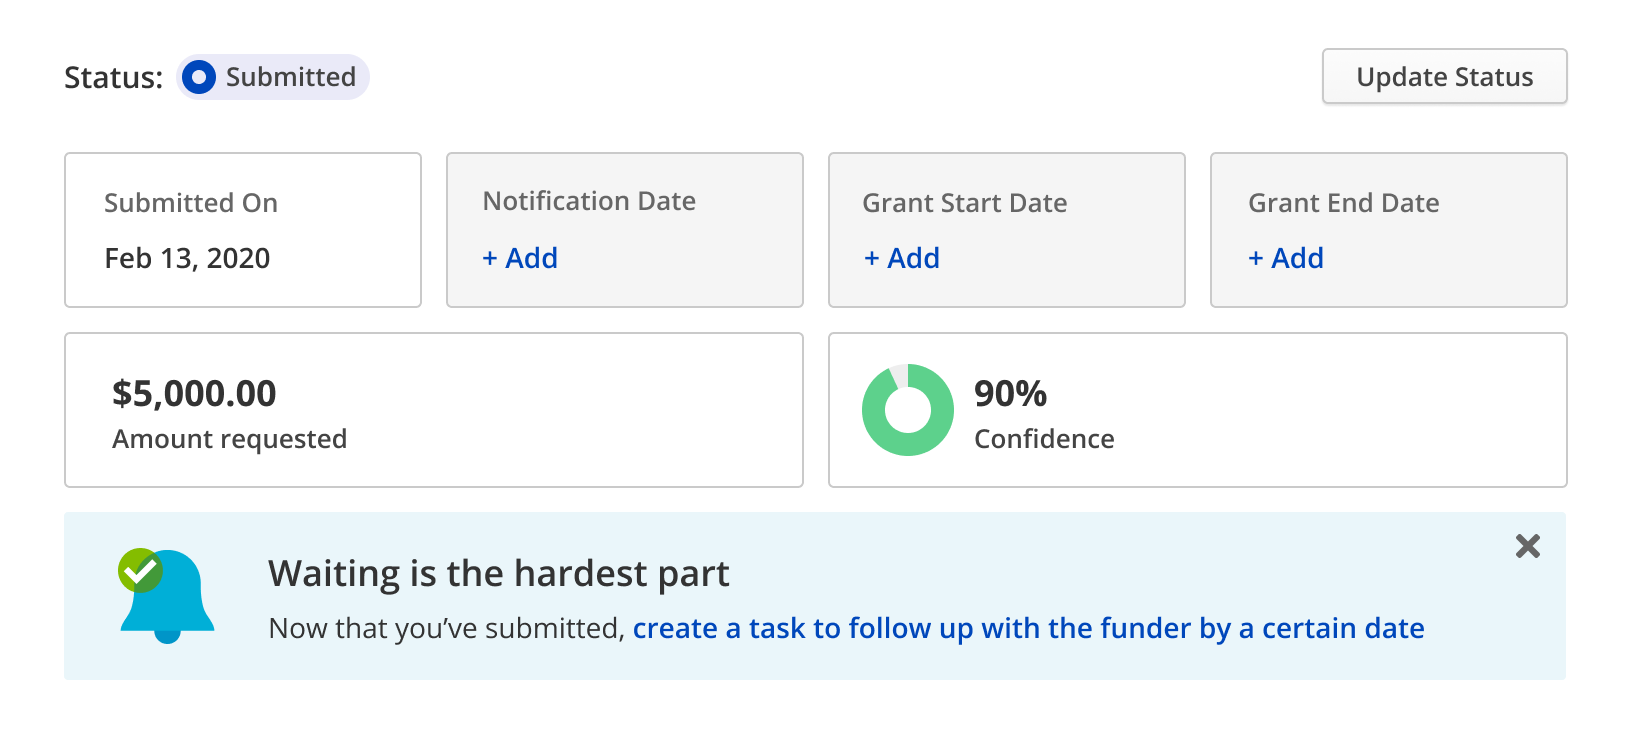 Status: Submitted
Update Status
Submitted On
Feb 13, 2020
Notification Date
+ Add
Grant Start Date
+ Add
Grant End Date
+ Add
$5,000.00
Amount requested
90%
Confidence
Waiting is the hardest part
Now that you’ve submitted, create a task to follow up with the funder by a certain date